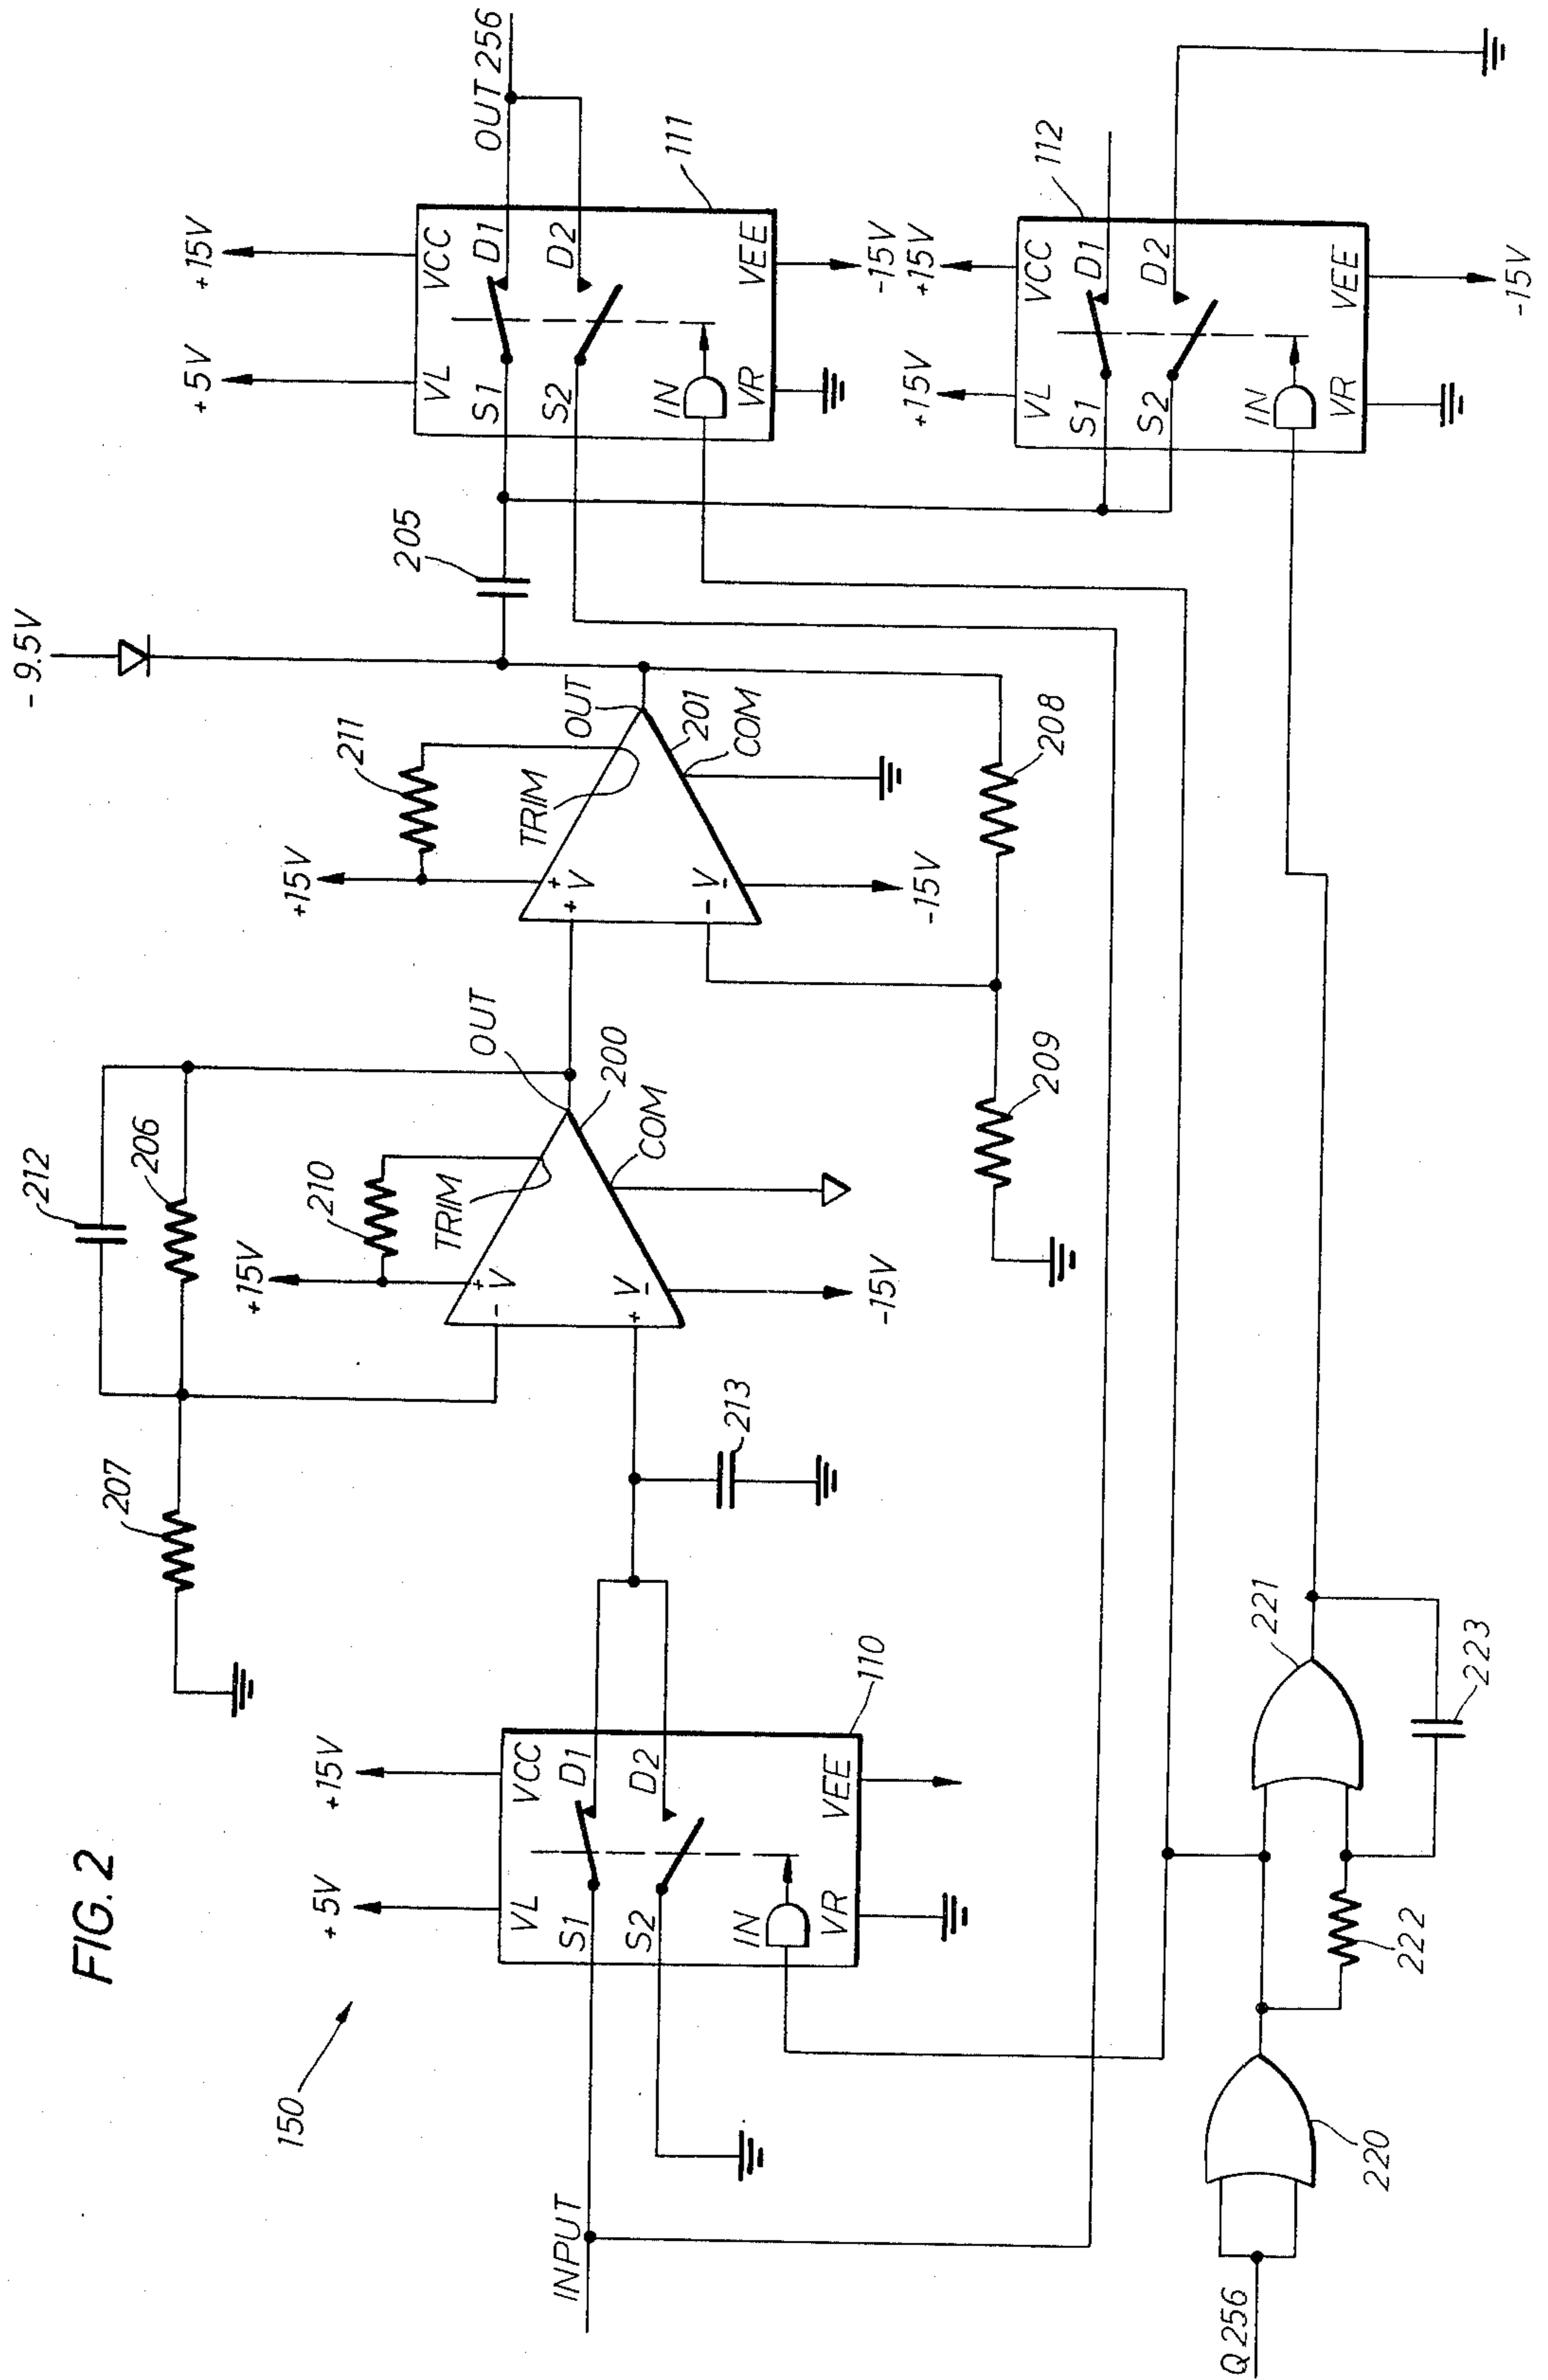 FIG. 2
150
INPUT
+5V
+15V
VL
VCC
S1
D1
S2
D2
IN
VR
VEE
110
207
212
206
+15V
210
TRIM
-
+
V
+
V
-
OUT
200
COM
-15V
213
209
208
+15V
211
TRIM
+
+
V
-
V
-
OUT
201
COM
-15V
-9.5V
205
+5V
+15V
VL
VCC
S1
D1
S2
D2
IN
VR
VEE
OUT 256
111
-15V
+15V
+15V
VL
VCC
S1
D1
S2
D2
IN
VR
VEE
112
-15V
Q256
220
222
221
223